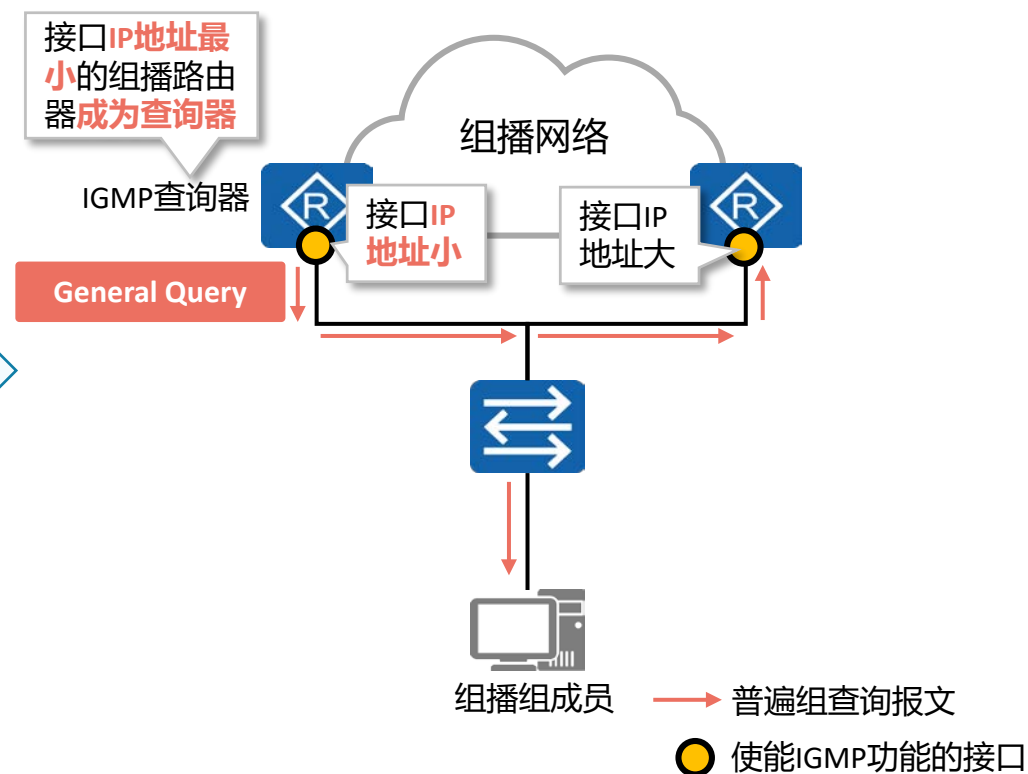 接口IP地址最
小的组播路由
器成为查询器
组播网络
IGMP查询器
R
R
接口IP
地址小
接口IP
地址大
General Query
组播组成员
普遍组查询报文
使能IGMP功能的接口